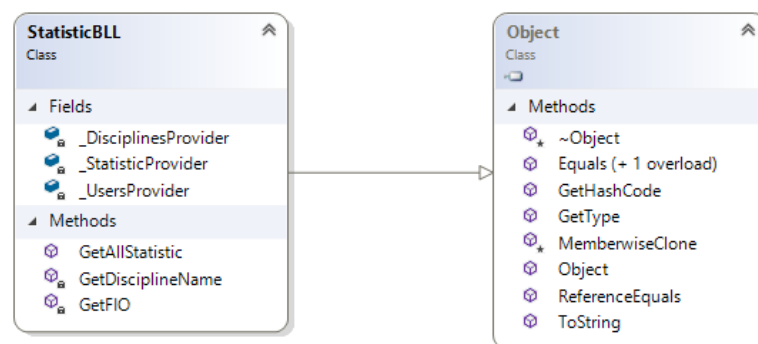 StatisticBLL
Class
Fields
_DisciplinesProvider
_StatisticProvider
_UsersProvider
Methods
GetAllStatistic
GetDisciplineName
GetFIO
Object
Class
Methods
~Object
Equals (+ 1 overload)
GetHashCode
GetType
MemberwiseClone
Object
ReferenceEquals
ToString